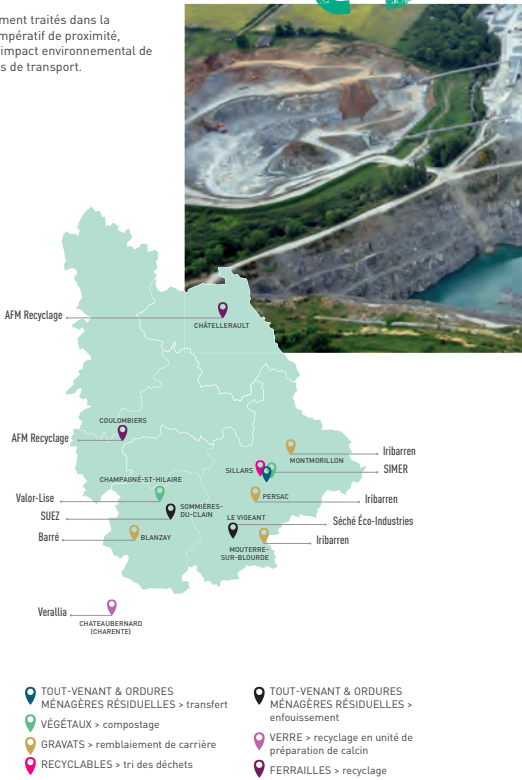 ment traités dans la
mpératif de proximité,
impact environnemental de
s de transport.
AFM Recyclage
CHÂTELLERAULT
COULOMBIERS
AFM Recyclage
MONTMORILLON
Iribarren
SILLARS
SIMER
CHAMPAGNÉ-ST-HILAIRE
Valor-Lise
PERSAC
Iribarren
SUEZ
SOMMIÈRES-
DU-CLAIN
LE VIGEANT
Séché Éco-Industries
Barré
BLANZAY
MOUTERRE-
SUR-BLOURDE
Iribarren
Verallia
CHATEAUBERNARD
(CHARENTE)
TOUT-VENANT & ORDURES
MÉNAGÈRES RÉSIDUELLES > transfert
VÉGÉTAUX > compostage
GRAVATS > remblaiement de carrière
RECYCLABLES > tri des déchets
TOUT-VENANT & ORDURES
MÉNAGÈRES RÉSIDUELLES >
enfouissement
VERRE > recyclage en unité de
préparation de calcin
FERRAILLES > recyclage